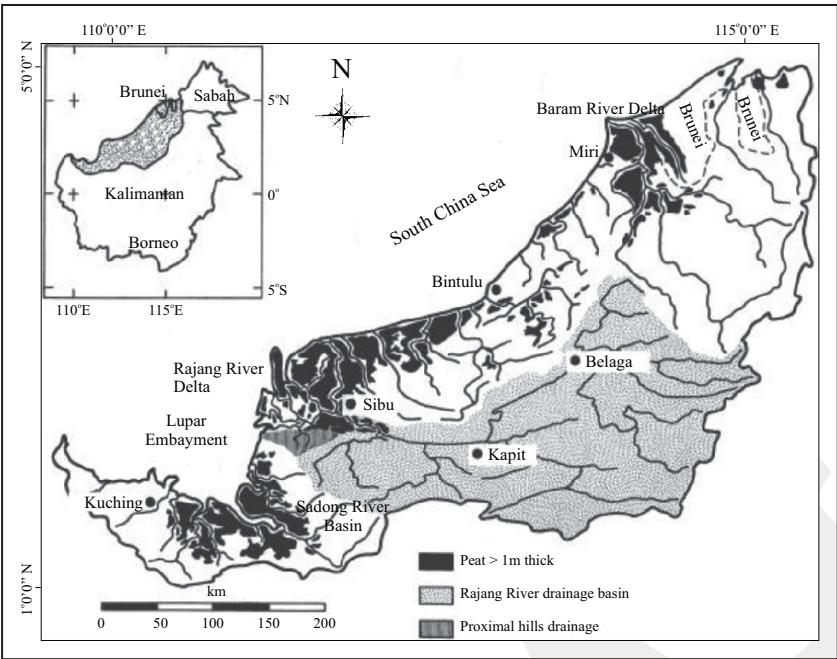 110°0'0'' E
115°0'0'' E
5°0'0'' N
1°0'0'' N
Brunei
Sabah
5°N
Kalimantan
0°
Borneo
5°S
110°E
115°E
N
Baram River Delta
Brunei
Brunei
Miri
South China Sea
Bintulu
Rajang River
Delta
Belaga
Sibu
Lupar
Embayment
Kapit
Kuching
Sadong River
Basin
Peat > 1m thick
Rajang River drainage basin
Proximal hills drainage
km
0 50 100 150 200